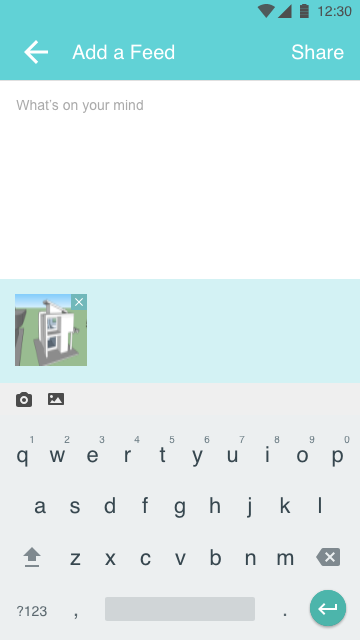 12:30
Add a Feed Share
What's on your mind
1 2 3 4 5 6 7 8 9 0
q w e r t y u i o p
a s d f g h j k l
z x c v b n m
?123 , .